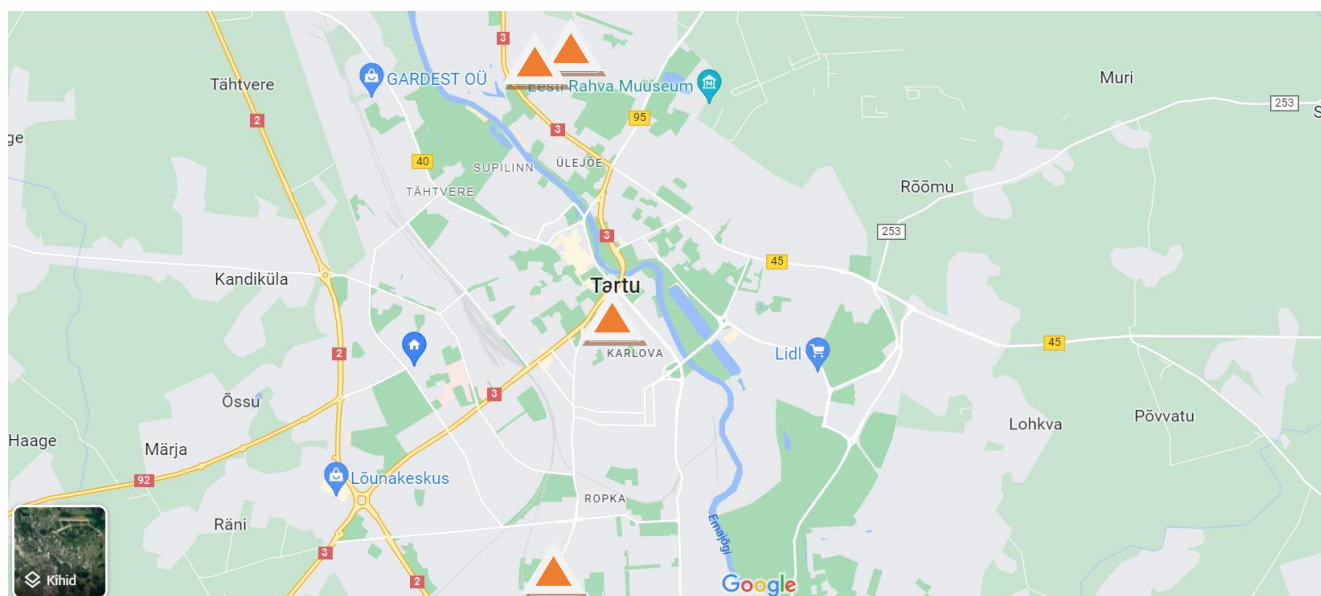 3
GARDEST OÜ
Tähtvere
Eesti Rahva Muuseum
Muri
253
2
95
ge
3
40
SUPILINN
ÜLEJÕE
TÄHTVERE
Rõõmu
253
3
45
Kandiküla
Tartu
2
KARLOVA
Lidl
45
3
Õssu
Põvvatu
Lohkva
Haage
Märja
92
Lõunakeskus
ROPKA
Räni
Emajõgi
3
2
Kihid
Google